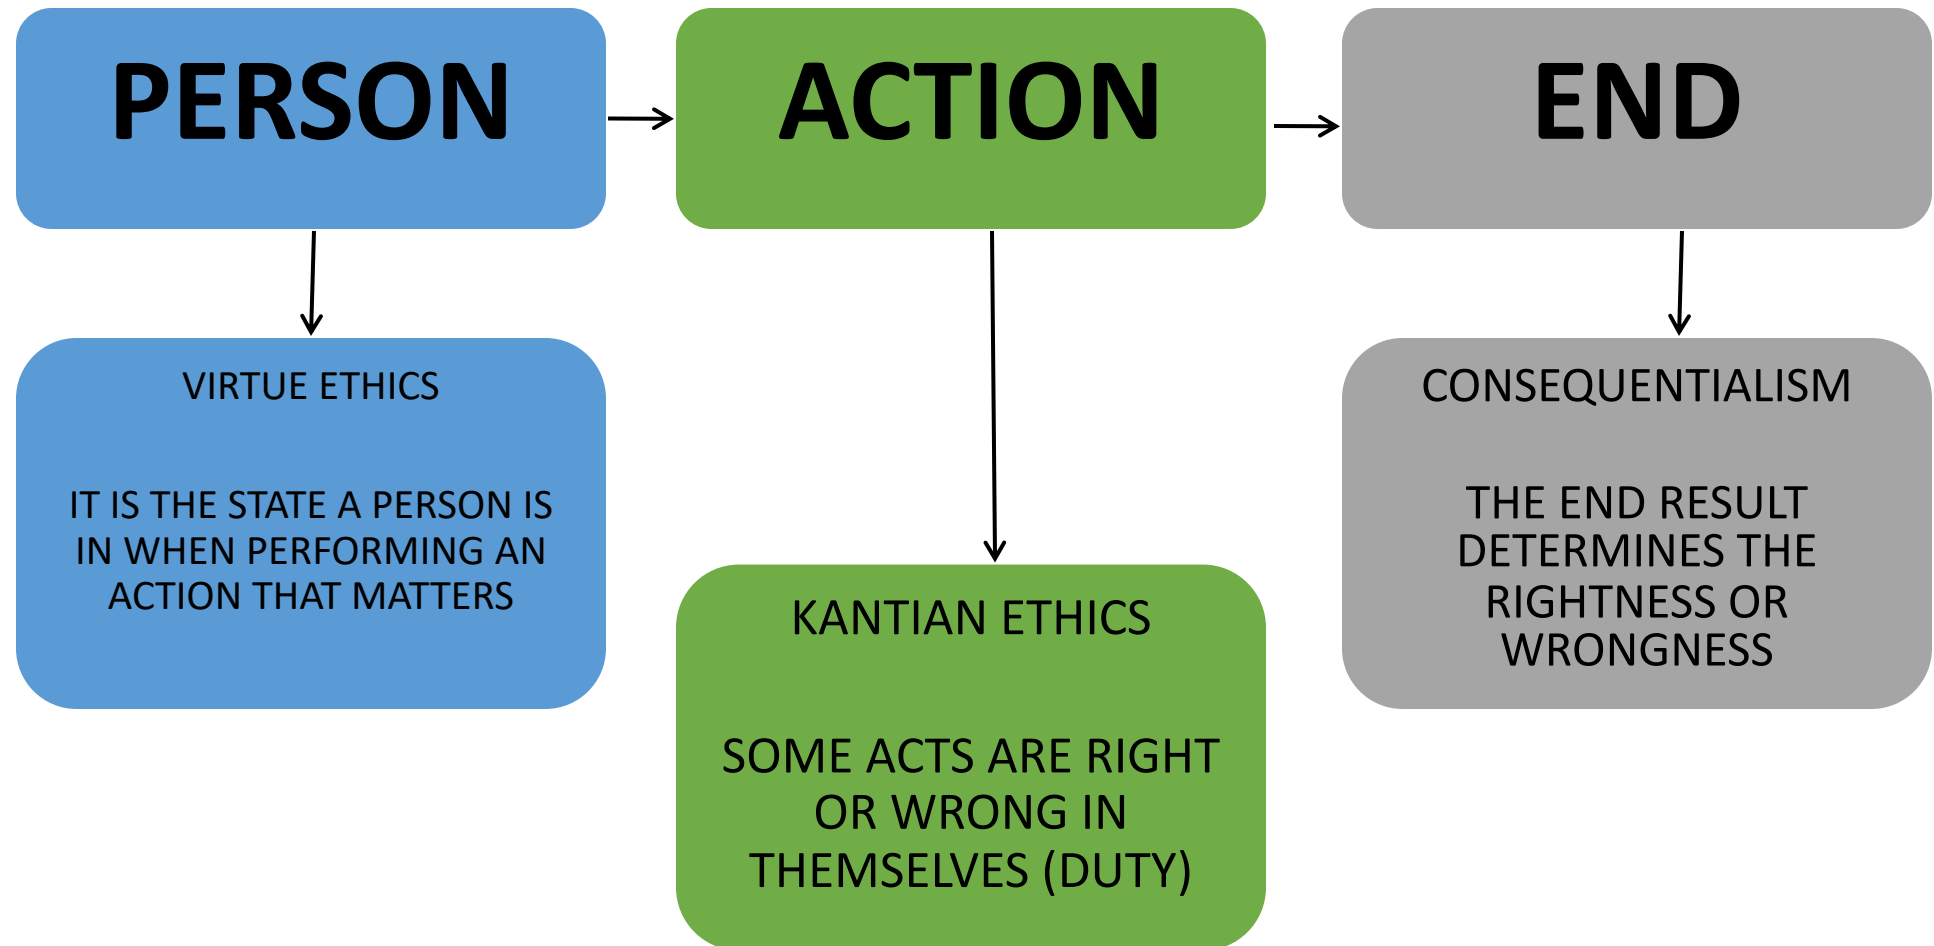 PERSON
ACTION
END
VIRTUE ETHICS
IT IS THE STATE A PERSON IS
IN WHEN PERFORMING AN
ACTION THAT MATTERS
KANTIAN ETHICS
SOME ACTS ARE RIGHT
OR WRONG IN
THEMSELVES (DUTY)
CONSEQUENTIALISM
THE END RESULT
DETERMINES THE
RIGHTNESS OR
WRONGNESS